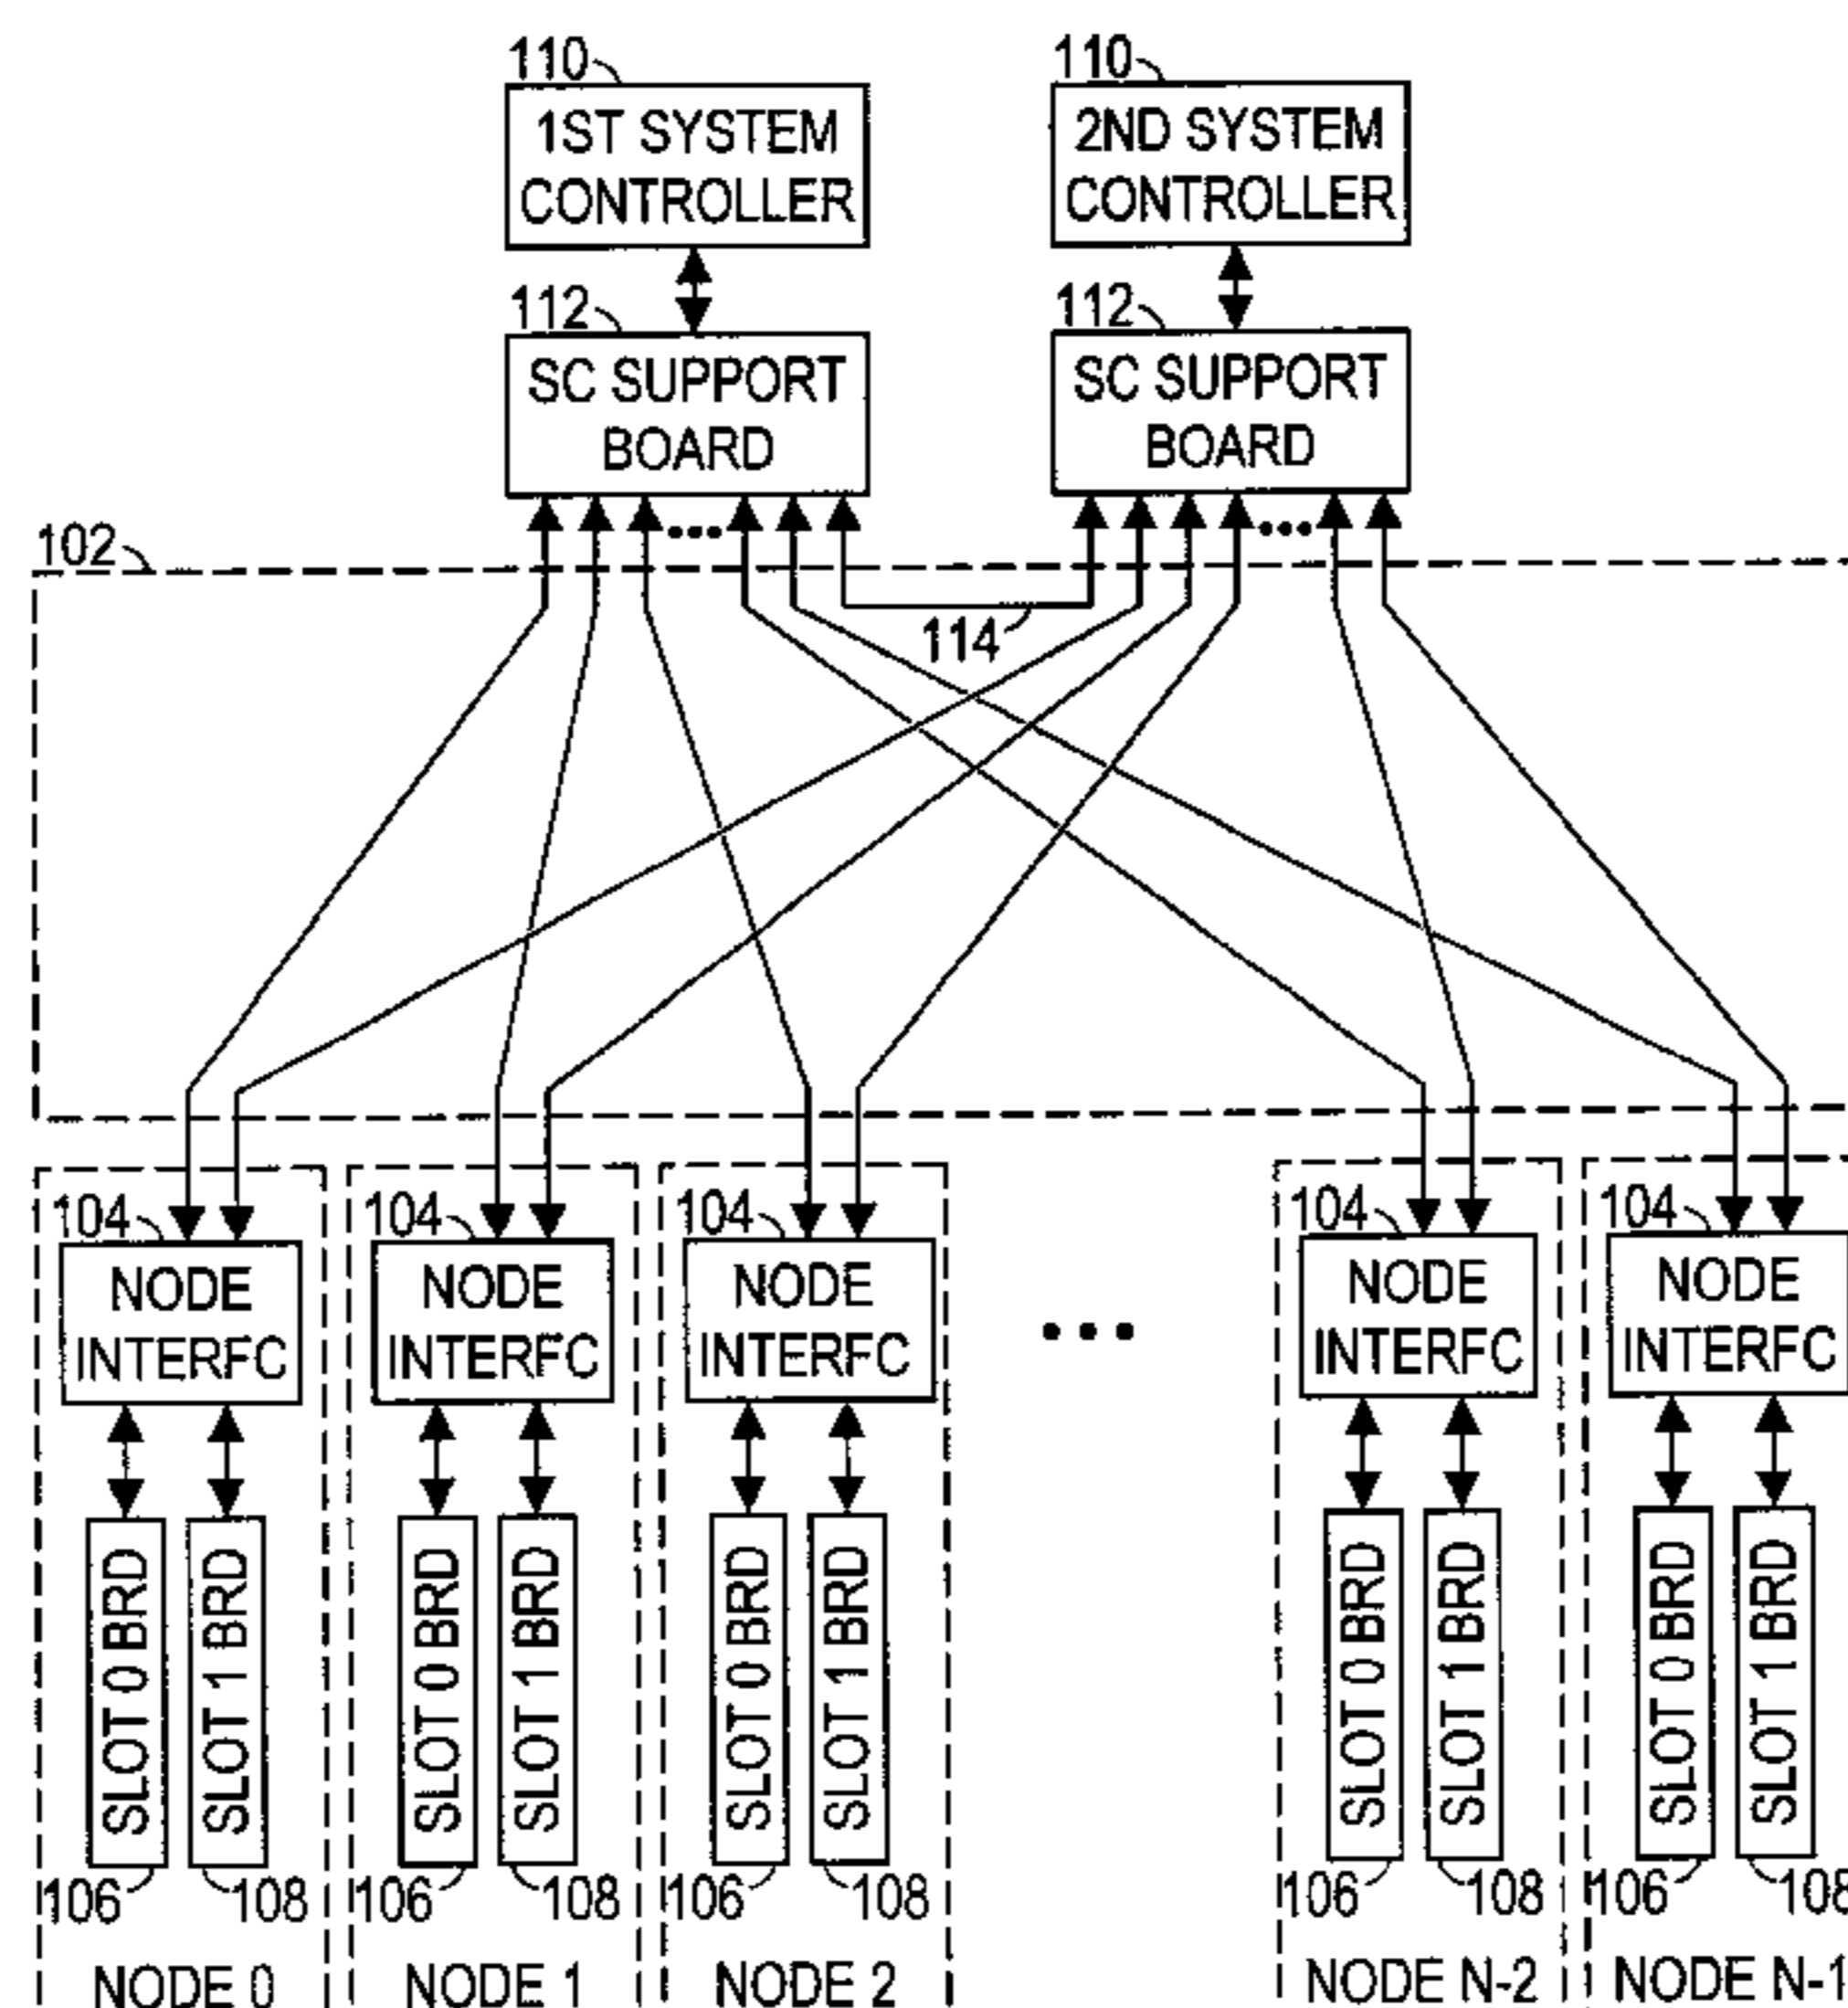 110
110
1ST SYSTEM
CONTROLLER
2ND SYSTEM
CONTROLLER
112
112
SC SUPPORT
BOARD
SC SUPPORT
BOARD
...
...
102
114
104
104
104
104
104
NODE
INTERFC
NODE
INTERFC
NODE
INTERFC
...
NODE
INTERFC
NODE
INTERFC
SLOT 0 BRD
SLOT 1 BRD
SLOT 0 BRD
SLOT 1 BRD
SLOT 0 BRD
SLOT 1 BRD
SLOT 0 BRD
SLOT 1 BRD
SLOT 0 BRD
SLOT 1 BRD
106
108
106
108
106
108
106
108
106
108
NODE 0
NODE 1
NODE 2
NODE N-2
NODE N-1